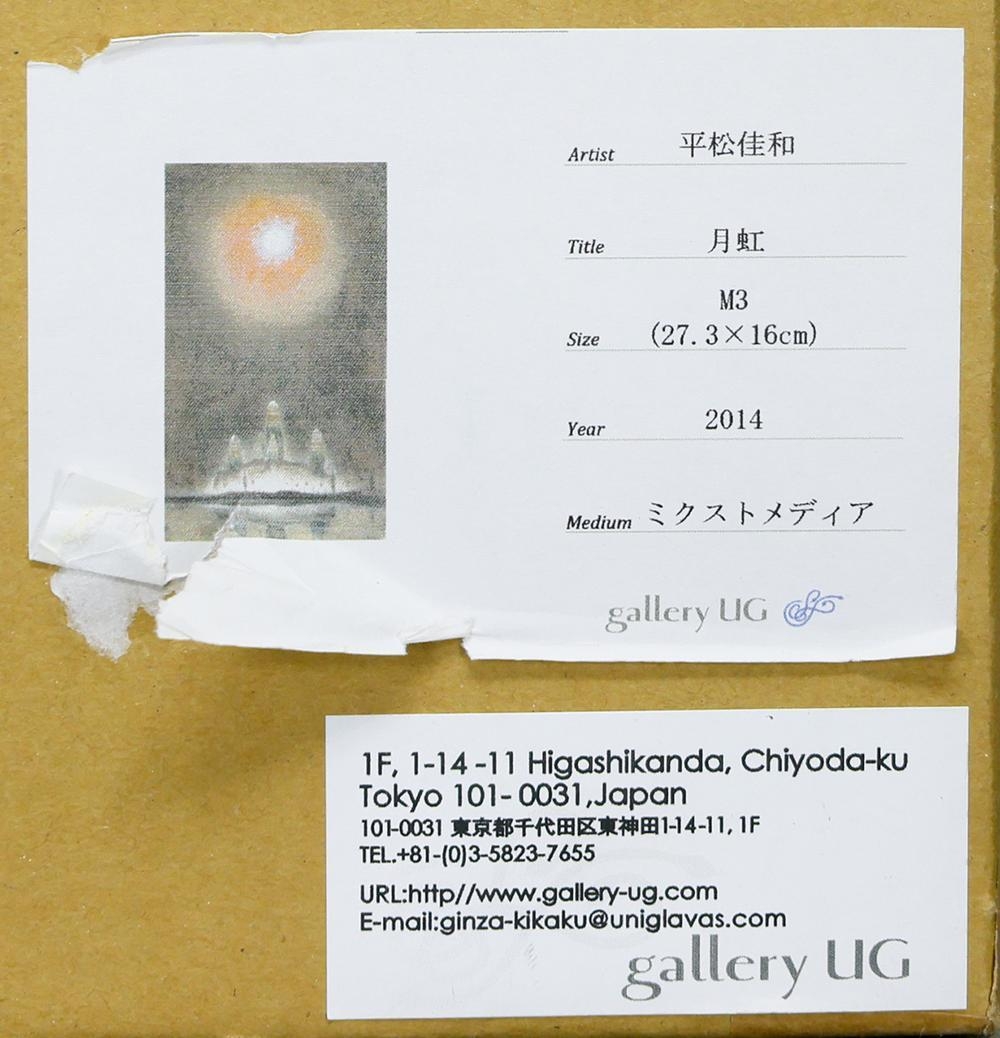 Artist 平松佳和
Title 月虹
M3
Size (27.3×16cm)
Year 2014
Medium ミクストメディア
gallery UG
1F, 1-14-11 Higashikanda, Chiyoda-ku
Tokyo 101-0031,Japan
101-0031 東京都千代田区東神田1-14-11, 1F
TEL.+81-(0)3-5823-7655
URL:http//www.gallery-ug.com
E-mail:ginza-kikaku@uniglavas.com
gallery UG